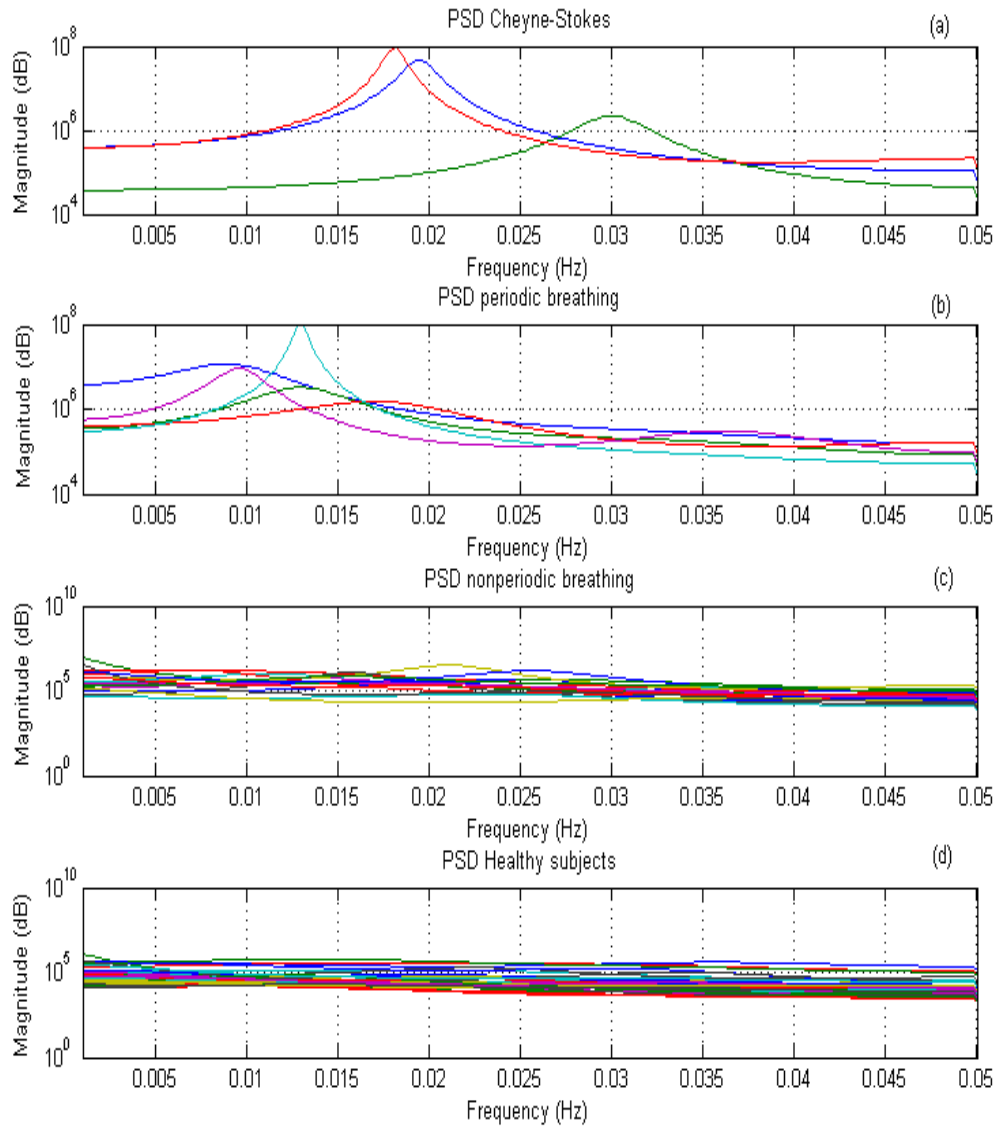 PSD Cheyne-Stokes
(a)
Magnitude (dB)
10^8
10^6
10^4
0.005 0.01 0.015 0.02 0.025 0.03 0.035 0.04 0.045 0.05
Frequency (Hz)
PSD periodic breathing
(b)
Magnitude (dB)
10^8
10^6
10^4
0.005 0.01 0.015 0.02 0.025 0.03 0.035 0.04 0.045 0.05
Frequency (Hz)
PSD nonperiodic breathing
(c)
Magnitude (dB)
10^10
10^5
10^0
0.005 0.01 0.015 0.02 0.025 0.03 0.035 0.04 0.045 0.05
Frequency (Hz)
PSD Healthy subjects
(d)
Magnitude (dB)
10^10
10^5
10^0
0.005 0.01 0.015 0.02 0.025 0.03 0.035 0.04 0.045 0.05
Frequency (Hz)